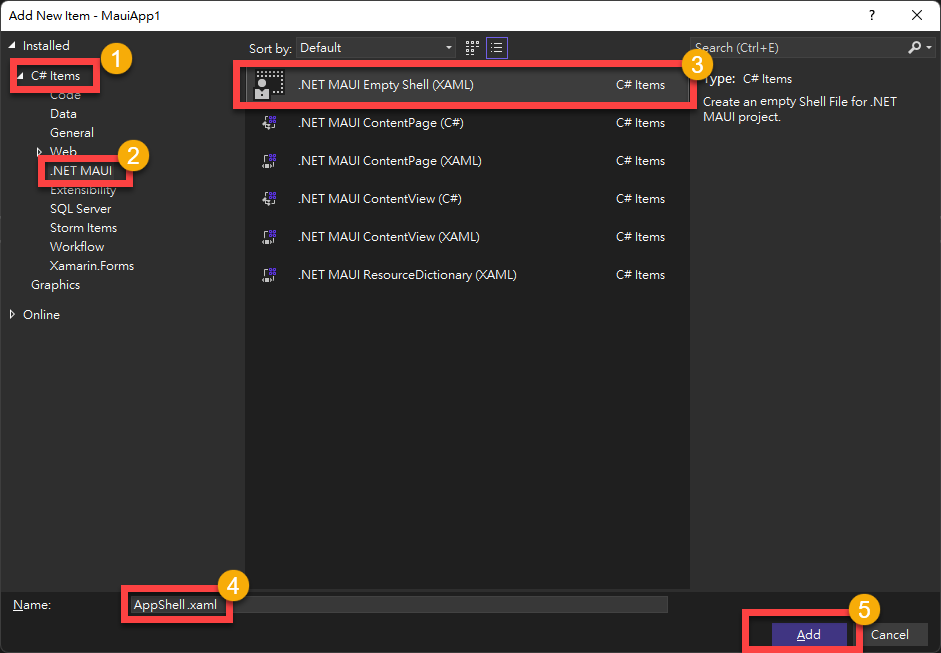 Add New Item - MauiApp1
?
Installed
1
C# Items
Code
Data
General
Web
2
.NET MAUI
Extensibility
SQL Server
Storm Items
Workflow
Xamarin.Forms
Graphics
Online
Sort by: Default
Search (Ctrl+E)
3
.NET MAUI Empty Shell (XAML) C# Items
.NET MAUI ContentPage (C#) C# Items
.NET MAUI ContentPage (XAML) C# Items
.NET MAUI ContentView (C#) C# Items
.NET MAUI ContentView (XAML) C# Items
.NET MAUI ResourceDictionary (XAML) C# Items
Type: C# Items
Create an empty Shell File for .NET
MAUI project.
4
Name: AppShell.xaml
5
Add Cancel